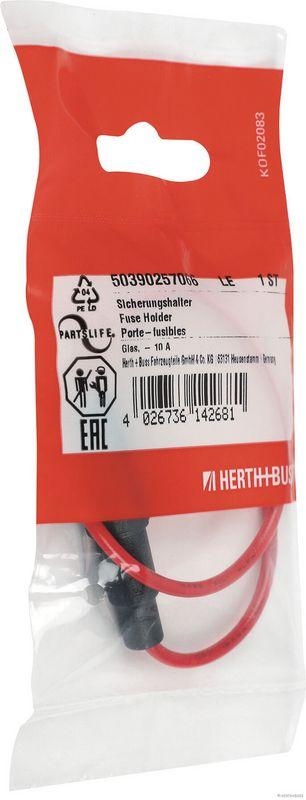 KOF02083
50390257066 LE 1 ST
04
PE LD
PARTSLIFE
Sicherungshalter
Fuse Holder
Porte-fusibles
Glas, - 10 A
Herth + Buss Fahrzeugteile GmbH & Co. KG 63131 Heusenstamm Germany
4 026736 142681
EAC
HERTH+BUSS